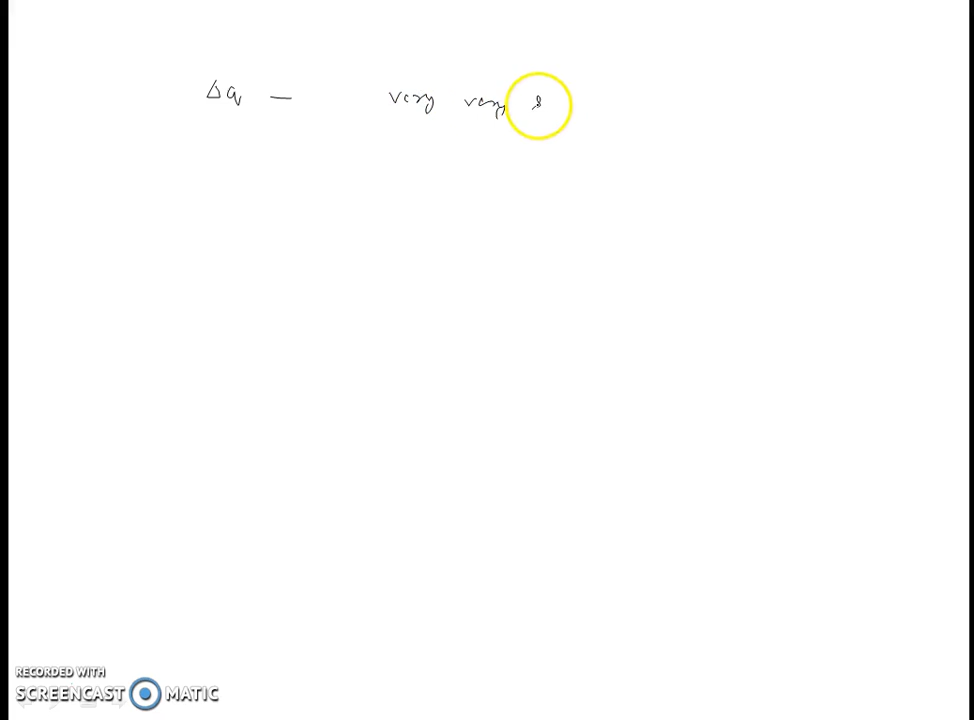 Δq — very very s
RECORDED WITH
SCREENCAST MATIC